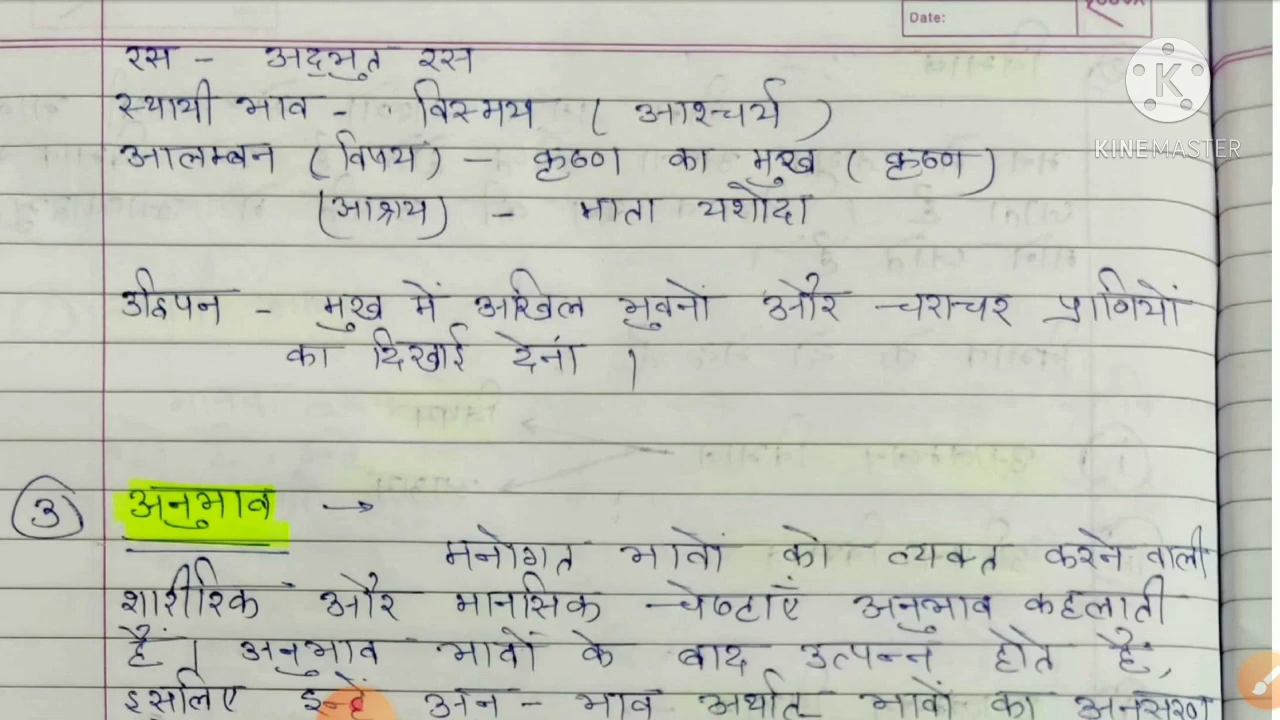 Date:
रस - अद्भुत रस
K
KINEMASTER
स्थायी भाव - विस्मय ( आश्चर्य )
आलम्बन (विषय) - कृष्ण का मुख ( कृष्ण)
(आश्रय) - माता यशोदा
उद्दिपन - मुख में अखिल भुवनों और चराचर प्राणियों
का दिखाई देना ।
3 अनुभाव →
मनोगत भावों को व्यक्त करने वाली
शारीरिक और मानसिक चेष्टाएँ अनुभाव कहलाती
हैं । अनुभाव भावों के बाद उत्पन्न होते हैं,
इसलिए इन्हें अनु - भाव अर्थात् भावों का अनुसरण